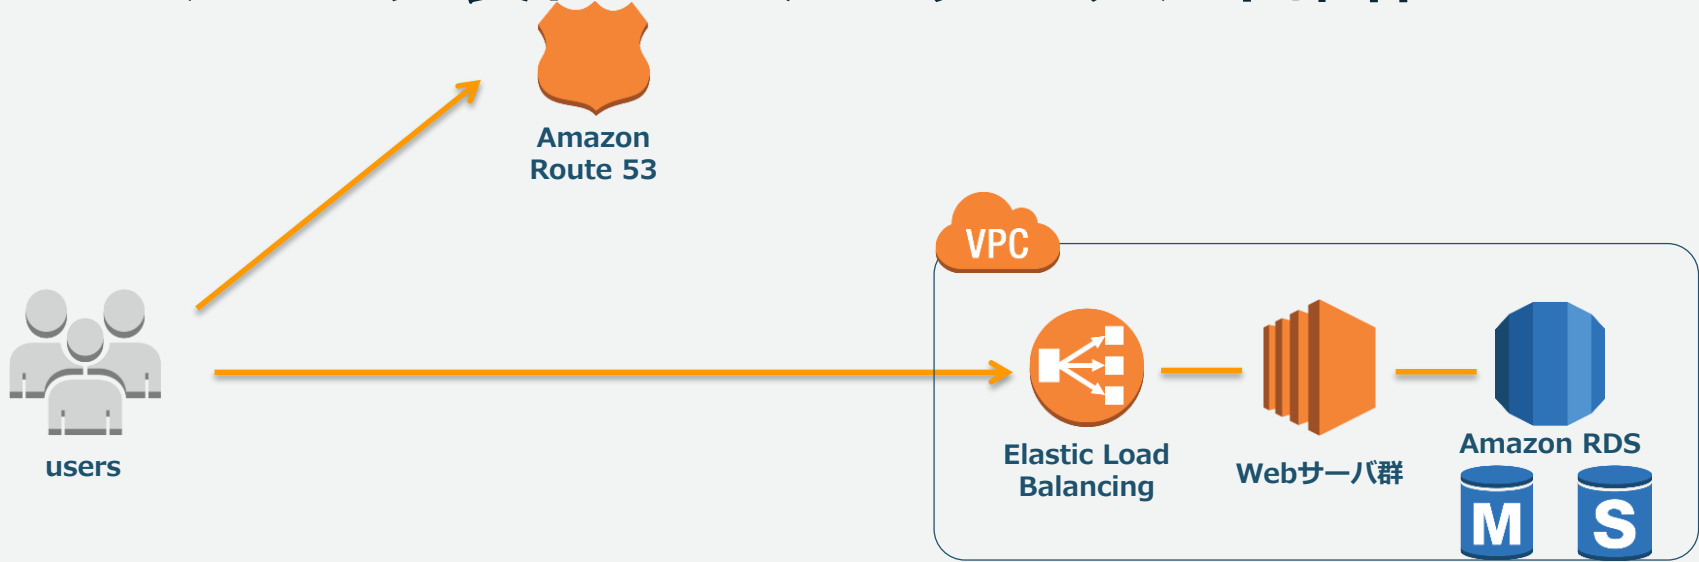 Amazon
Route 53
VPC
users
Elastic Load
Balancing
Webサーバ群
Amazon RDS
M
S